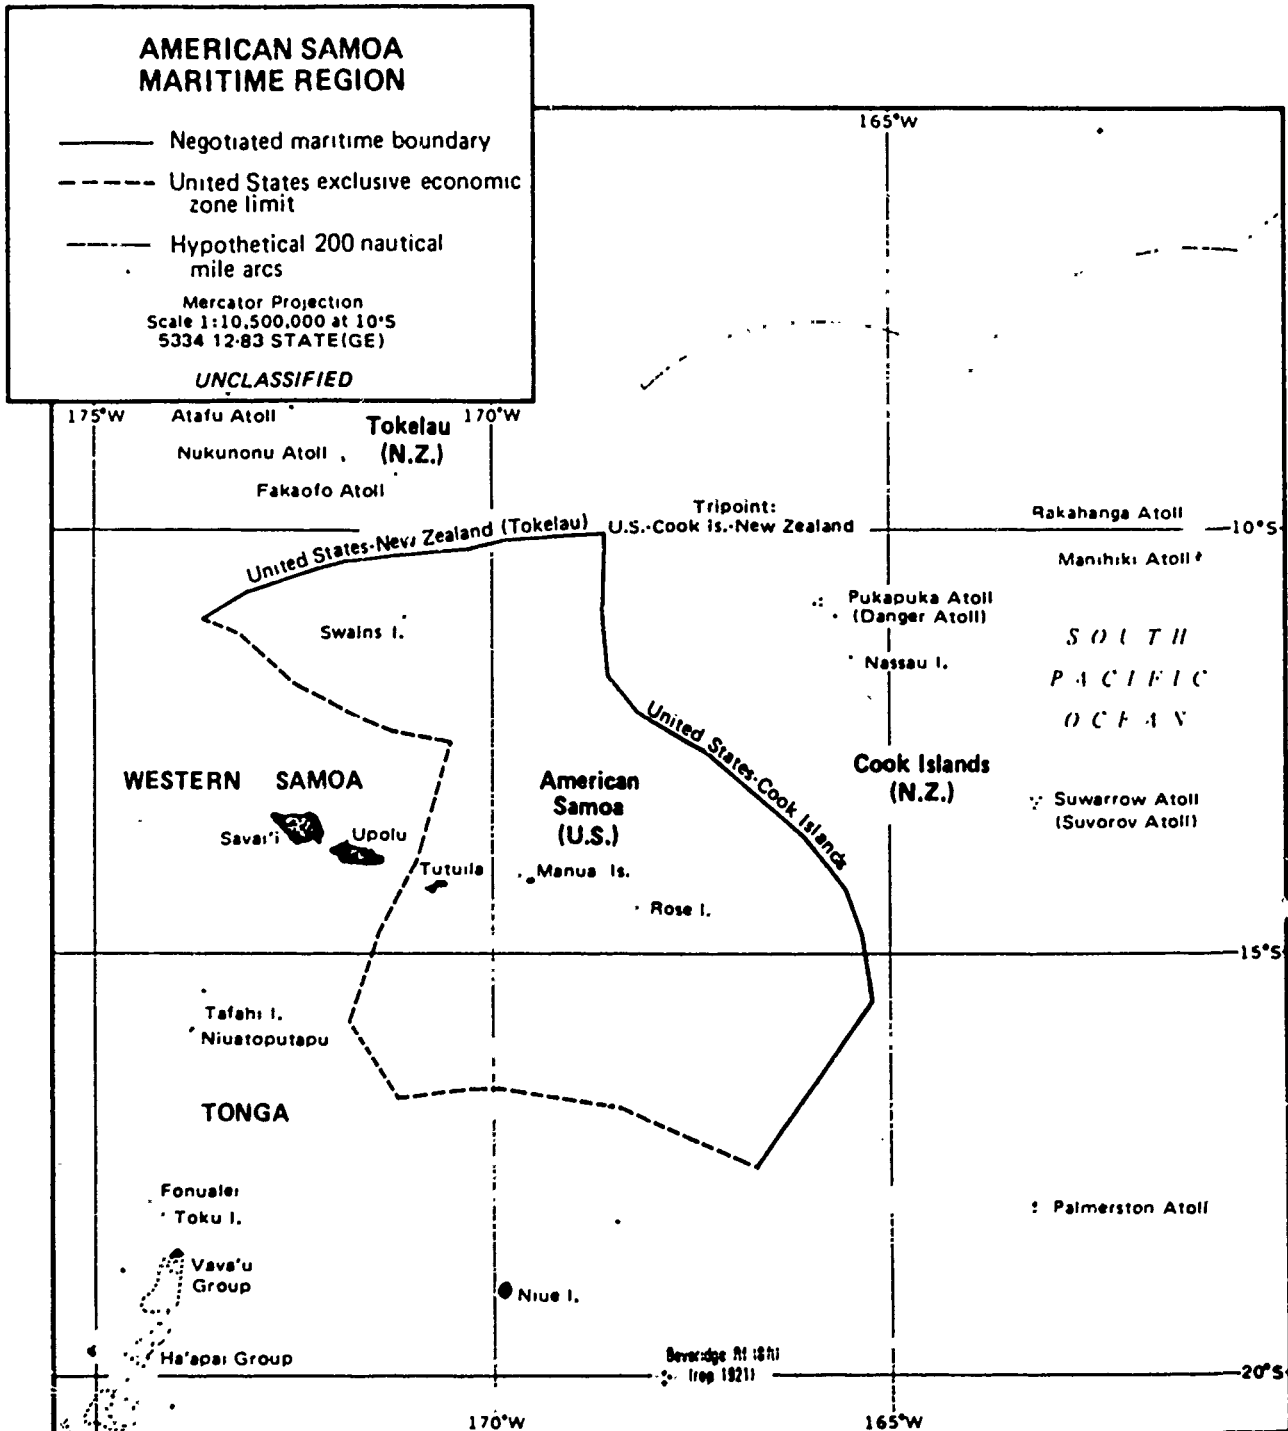 AMERICAN SAMOA
MARITIME REGION
Negotiated maritime boundary
United States exclusive economic
zone limit
Hypothetical 200 nautical
mile arcs
Mercator Projection
Scale 1:10,500,000 at 10°S
5334 12-83 STATE(GE)
UNCLASSIFIED
165°W
175°W
170°W
Atafu Atoll
Tokelau
(N.Z.)
Nukunonu Atoll
Fakaofo Atoll
Tripoint:
U.S.-Cook Is.-New Zealand
United States-New Zealand (Tokelau)
Rakahanga Atoll
10°S
Manihiki Atoll
Pukapuka Atoll
(Danger Atoll)
Swains I.
SOUTH
PACIFIC
OCEAN
Nassau I.
United States-Cook Islands
WESTERN SAMOA
American
Samoa
(U.S.)
Cook Islands
(N.Z.)
Suwarrow Atoll
(Suvorov Atoll)
Savai'i
Upolu
Tutuila
Manua Is.
Rose I.
15°S
Tafahi I.
Niuatoputapu
TONGA
Fonualei
Toku I.
Palmerston Atoll
Vava'u
Group
Niue I.
Ha'apai Group
Beveridge Rf (8ft)
(rep 1921)
20°S
170°W
165°W